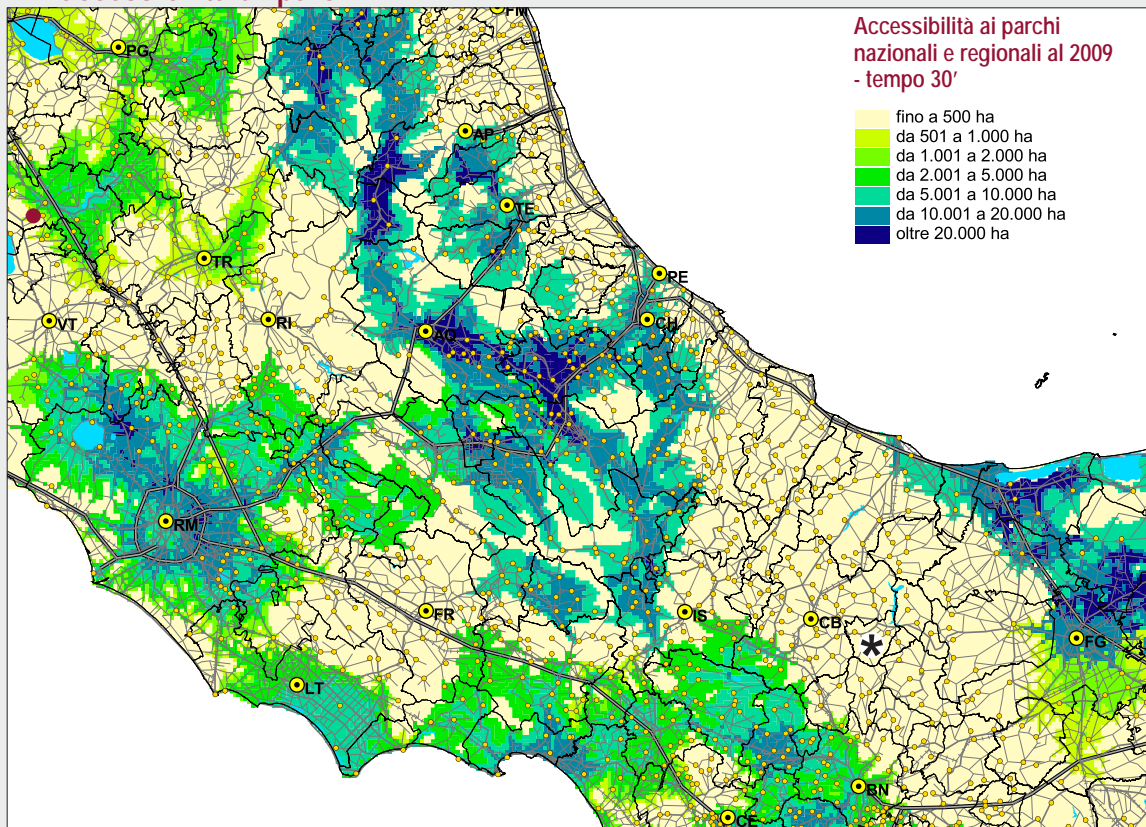 Accessibilità ai parchi
nazionali e regionali al 2009
- tempo 30'
fino a 500 ha
da 501 a 1.000 ha
da 1.001 a 2.000 ha
da 2.001 a 5.000 ha
da 5.001 a 10.000 ha
da 10.001 a 20.000 ha
oltre 20.000 ha
FM
PG
AP
TE
TR
PE
VT
RI
AQ
CH
RM
FR
IS
CB
*
FG
LT
BN
CE